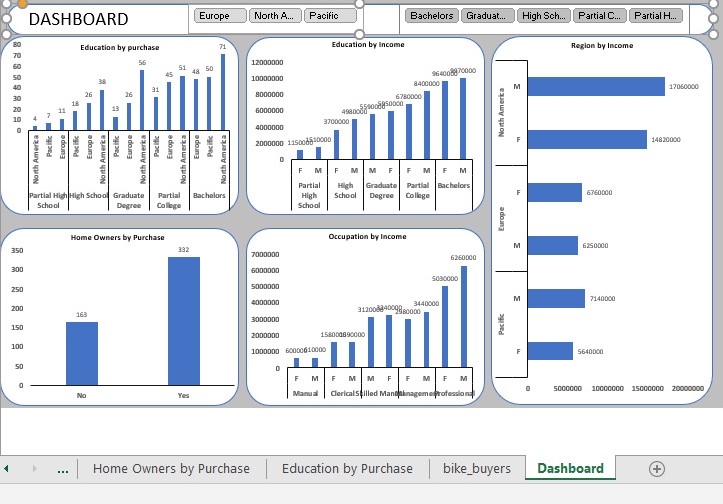 DASHBOARD
Europe North A... Pacific
Bachelors Graduat... High Sch... Partial C... Partial H...
Education by purchase
80
70
60
50
40
30
20
10
0
4 7 11 18 26 38 13 26 56 31 45 51 48 50 71
North America Pacific Europe Pacific Europe North America Pacific Europe North America Pacific Europe North America Europe Pacific North America
Partial High School High School Graduate Degree Partial College Bachelors
Education by Income
12000000
10000000
8000000
6000000
4000000
2000000
0
1150000 1510000 3700000 4980000 5590000 5950000 6780000 8400000 9640000 9970000
F M F M M F F M F M
Partial High School High School Graduate Degree Partial College Bachelors
Region by Income
North America
M 17060000
F 14820000
Europe
F 6760000
M 6250000
Pacific
M 7140000
F 5640000
0 5000000 10000000 15000000 20000000
Home Owners by Purchase
350
300
250
200
150
100
50
0
163 332
No Yes
Occupation by Income
7000000
6000000
5000000
4000000
3000000
2000000
1000000
0
600000 610000 1580000 1590000 3120000 3240000 2980000 3440000 5030000 6260000
F M F M M F F M F M
Manual Clerical Skilled Manual Management Professional
... Home Owners by Purchase Education by Purchase bike_buyers Dashboard